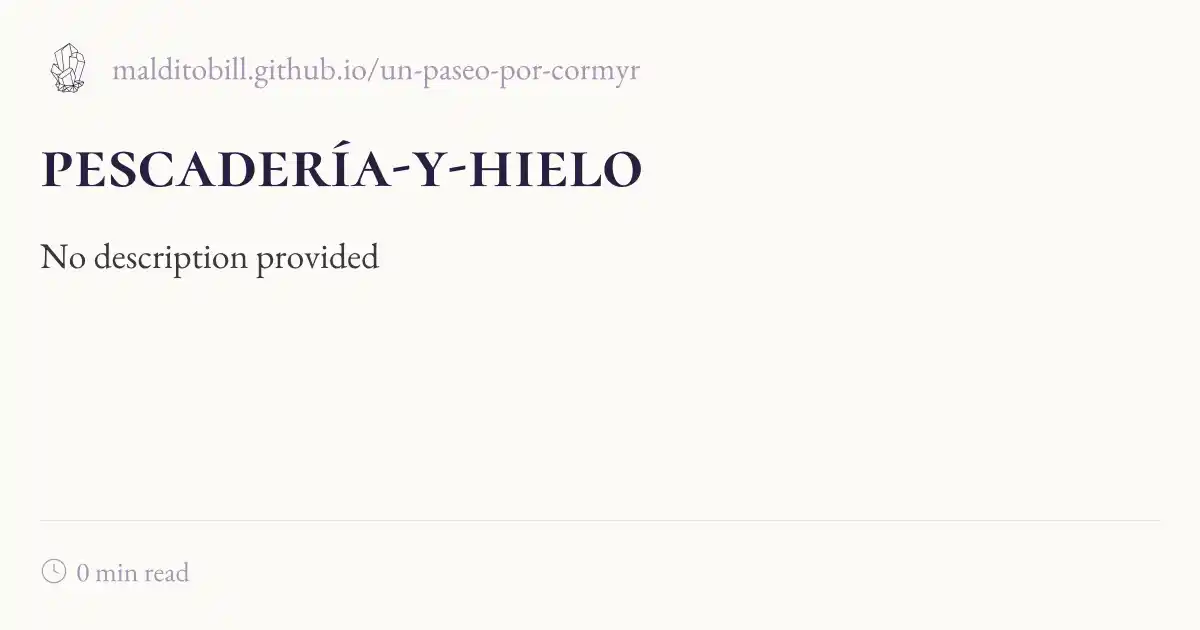 malditobill.github.io/un-paseo-por-cormyr
PESCADERÍA-Y-HIELO
No description provided
0 min read